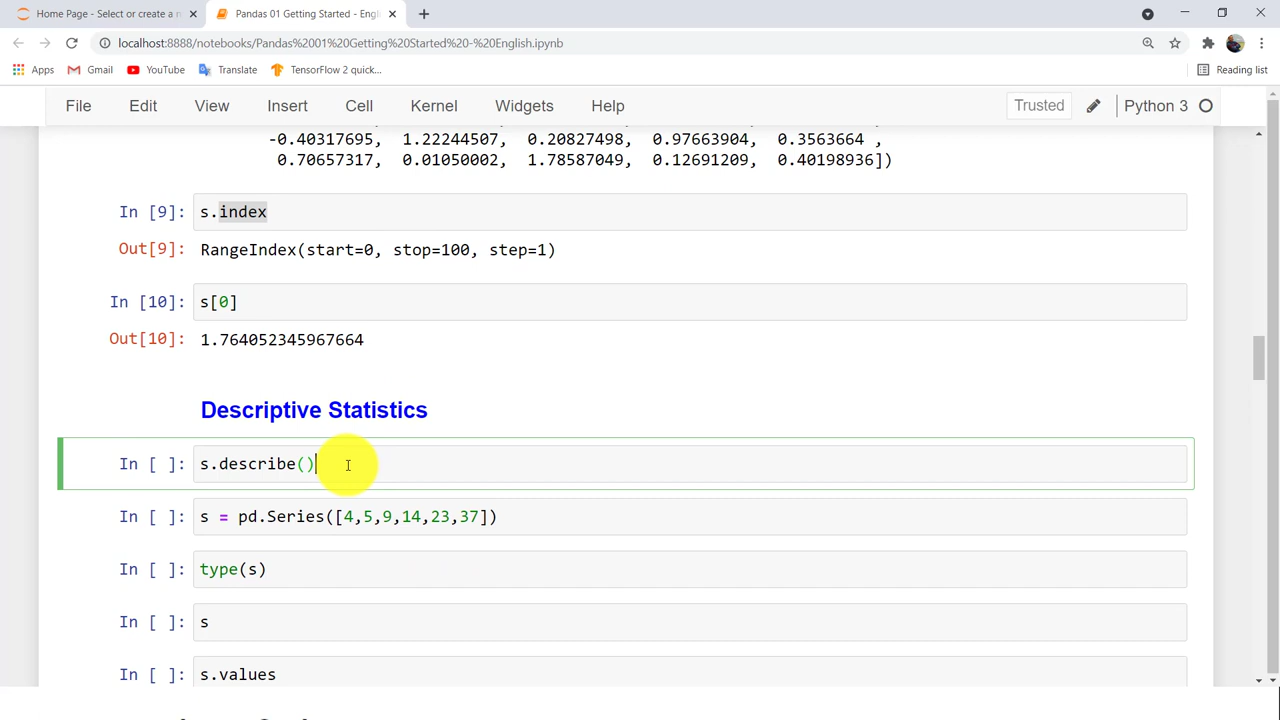 Home Page - Select or create a n
Pandas 01 Getting Started - Engl
localhost:8888/notebooks/Pandas%2001%20Getting%20Started%20-%20English.ipynb
Apps
Gmail
YouTube
Translate
TensorFlow 2 quick...
Reading list
File
Edit
View
Insert
Cell
Kernel
Widgets
Help
Trusted
Python 3
-0.40317695, 1.22244507, 0.20827498, 0.97663904, 0.3563664 ,
0.70657317, 0.01050002, 1.78587049, 0.12691209, 0.40198936])
In [9]: s.index
Out[9]: RangeIndex(start=0, stop=100, step=1)
In [10]: s[0]
Out[10]: 1.764052345967664
Descriptive Statistics
In [ ]: s.describe()
In [ ]: s = pd.Series([4,5,9,14,23,37])
In [ ]: type(s)
In [ ]: s
In [ ]: s.values